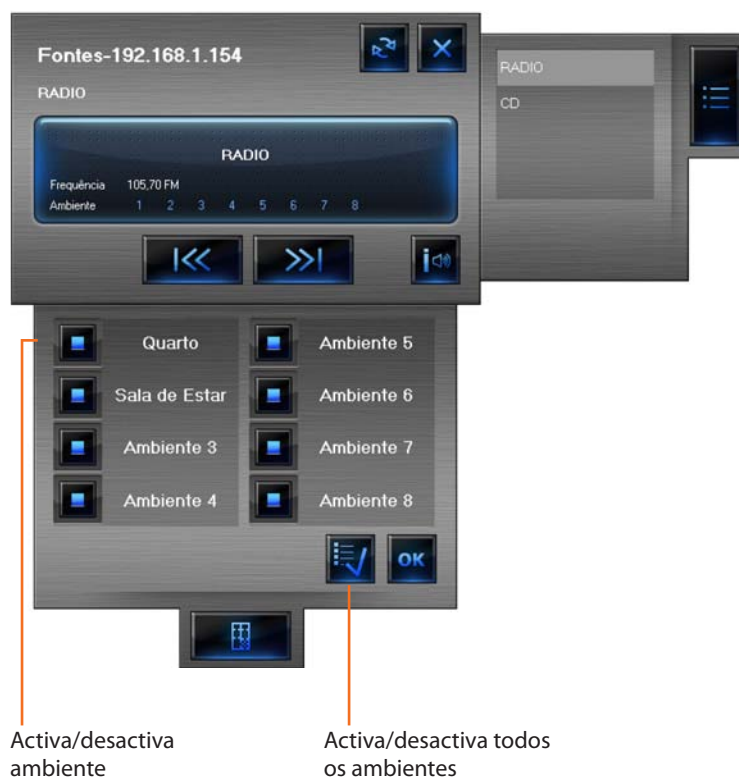 Fontes-192.168.1.154
RADIO
RADIO
Frequência 105,70 FM
Ambiente 1 2 3 4 5 6 7 8
RADIO
CD
Quarto
Ambiente 5
Sala de Estar
Ambiente 6
Ambiente 3
Ambiente 7
Ambiente 4
Ambiente 8
OK
Activa/desactiva
ambiente
Activa/desactiva todos
os ambientes